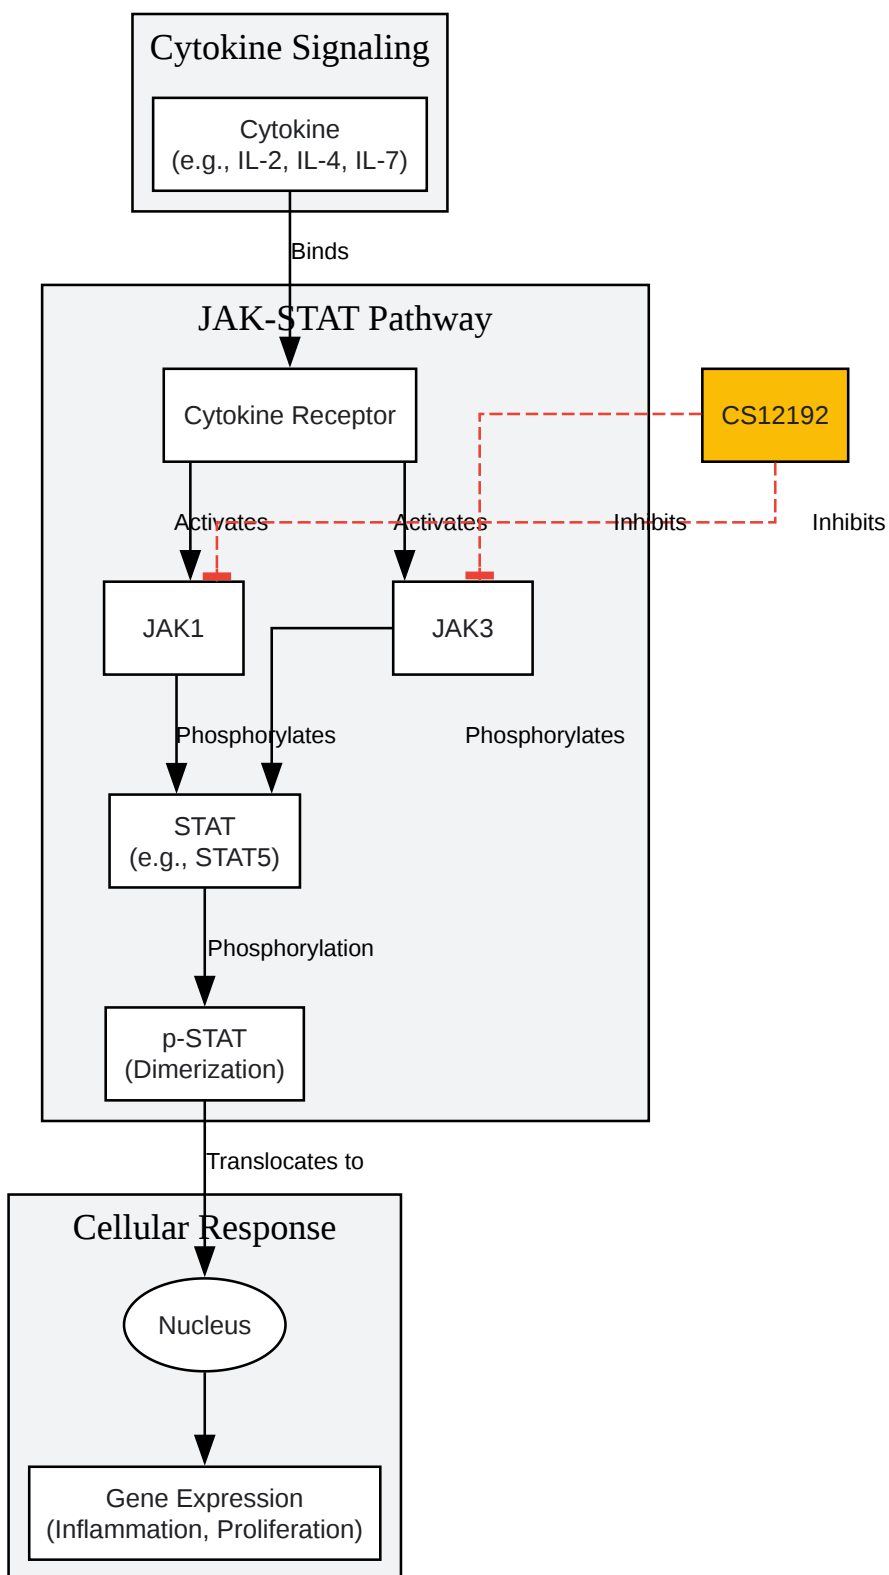 Cytokine Signaling
Cytokine
(e.g., IL-2, IL-4, IL-7)
Binds
JAK-STAT Pathway
Cytokine Receptor
CS12192
Activates
Activates
Inhibits
Inhibits
JAK1
JAK3
Phosphorylates
Phosphorylates
STAT
(e.g., STAT5)
Phosphorylation
p-STAT
(Dimerization)
Translocates to
Cellular Response
Nucleus
Gene Expression
(Inflammation, Proliferation)